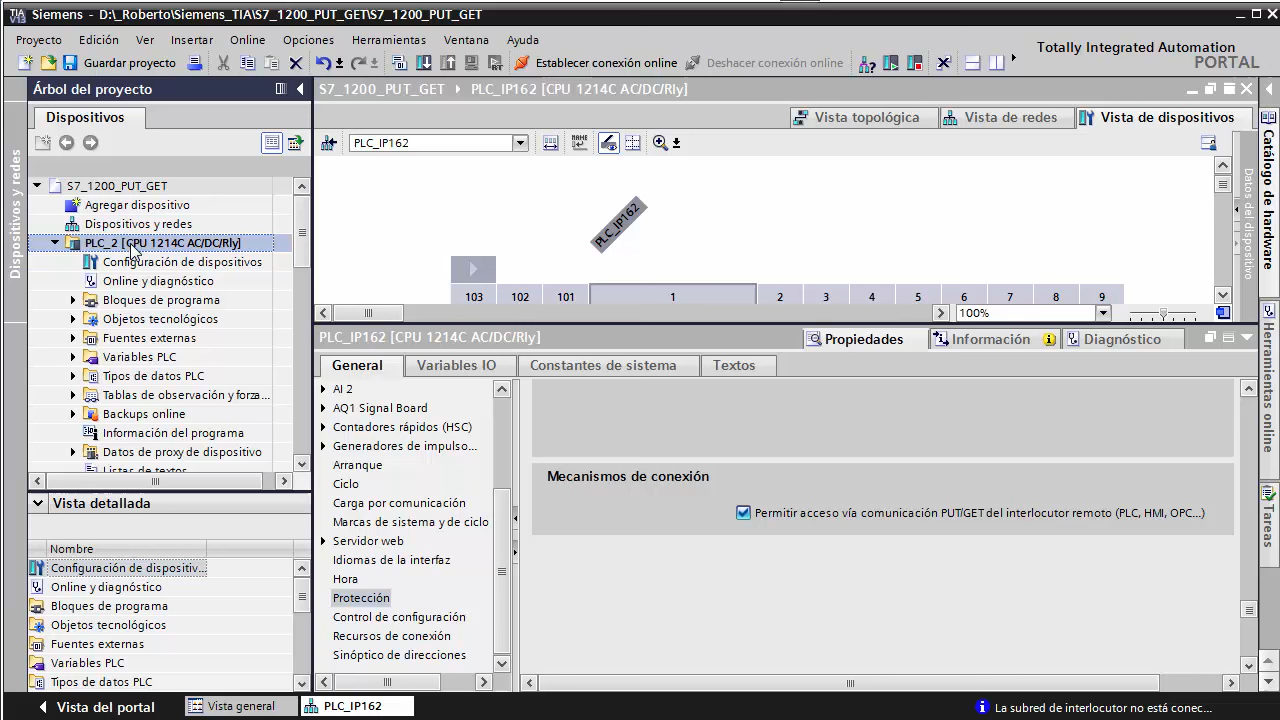 Siemens - D:\_Roberto\Siemens_TIA\S7_1200_PUT_GET\S7_1200_PUT_GET
Proyecto Edición Ver Insertar Online Opciones Herramientas Ventana Ayuda
Totally Integrated Automation
PORTAL
Guardar proyecto
Establecer conexión online
Deshacer conexión online
Árbol del proyecto
Dispositivos
Dispositivos y redes
S7_1200_PUT_GET
Agregar dispositivo
Dispositivos y redes
PLC_2 [CPU 1214C AC/DC/Rly]
Configuración de dispositivos
Online y diagnóstico
Bloques de programa
Objetos tecnológicos
Fuentes externas
Variables PLC
Tipos de datos PLC
Tablas de observación y forza...
Backups online
Información del programa
Datos de proxy de dispositivo
Listas de textos
Vista detallada
Nombre
Configuración de dispositiv...
Online y diagnóstico
Bloques de programa
Objetos tecnológicos
Fuentes externas
Variables PLC
Tipos de datos PLC
S7_1200_PUT_GET PLC_IP162 [CPU 1214C AC/DC/Rly]
Vista topológica
Vista de redes
Vista de dispositivos
PLC_IP162
PLC_IP162
103 102 101 1 2 3 4 5 6 7 8 9
100%
Datos del dispositivo
PLC_IP162 [CPU 1214C AC/DC/Rly]
Propiedades
Información
Diagnóstico
General
Variables IO
Constantes de sistema
Textos
AI 2
AQ1 Signal Board
Contadores rápidos (HSC)
Generadores de impulso...
Arranque
Ciclo
Carga por comunicación
Marcas de sistema y de ciclo
Servidor web
Idiomas de la interfaz
Hora
Protección
Control de configuración
Recursos de conexión
Sinóptico de direcciones
Mecanismos de conexión
Permitir acceso vía comunicación PUT/GET del interlocutor remoto (PLC, HMI, OPC...)
Catálogo de hardware
Herramientas online
Tareas
Vista del portal
Vista general
PLC_IP162
La subred de interlocutor no está conec...